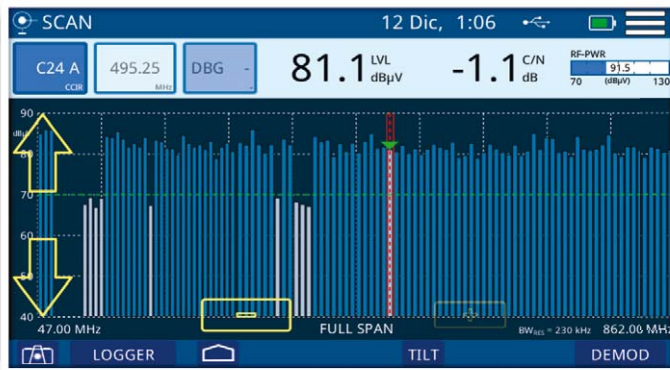 SCAN 12 Dic, 1:06
C24 A CCIR 495.25 MHz DBG - - 81.1 LVL dBµV -1.1 C/N dB RF-PWR 91.5 70 (dBµV) 130
90
dBµV
80
70
60
50
40
47.00 MHz FULL SPAN BWRES = 230 kHz 862.00 MHz
LOGGER TILT DEMOD